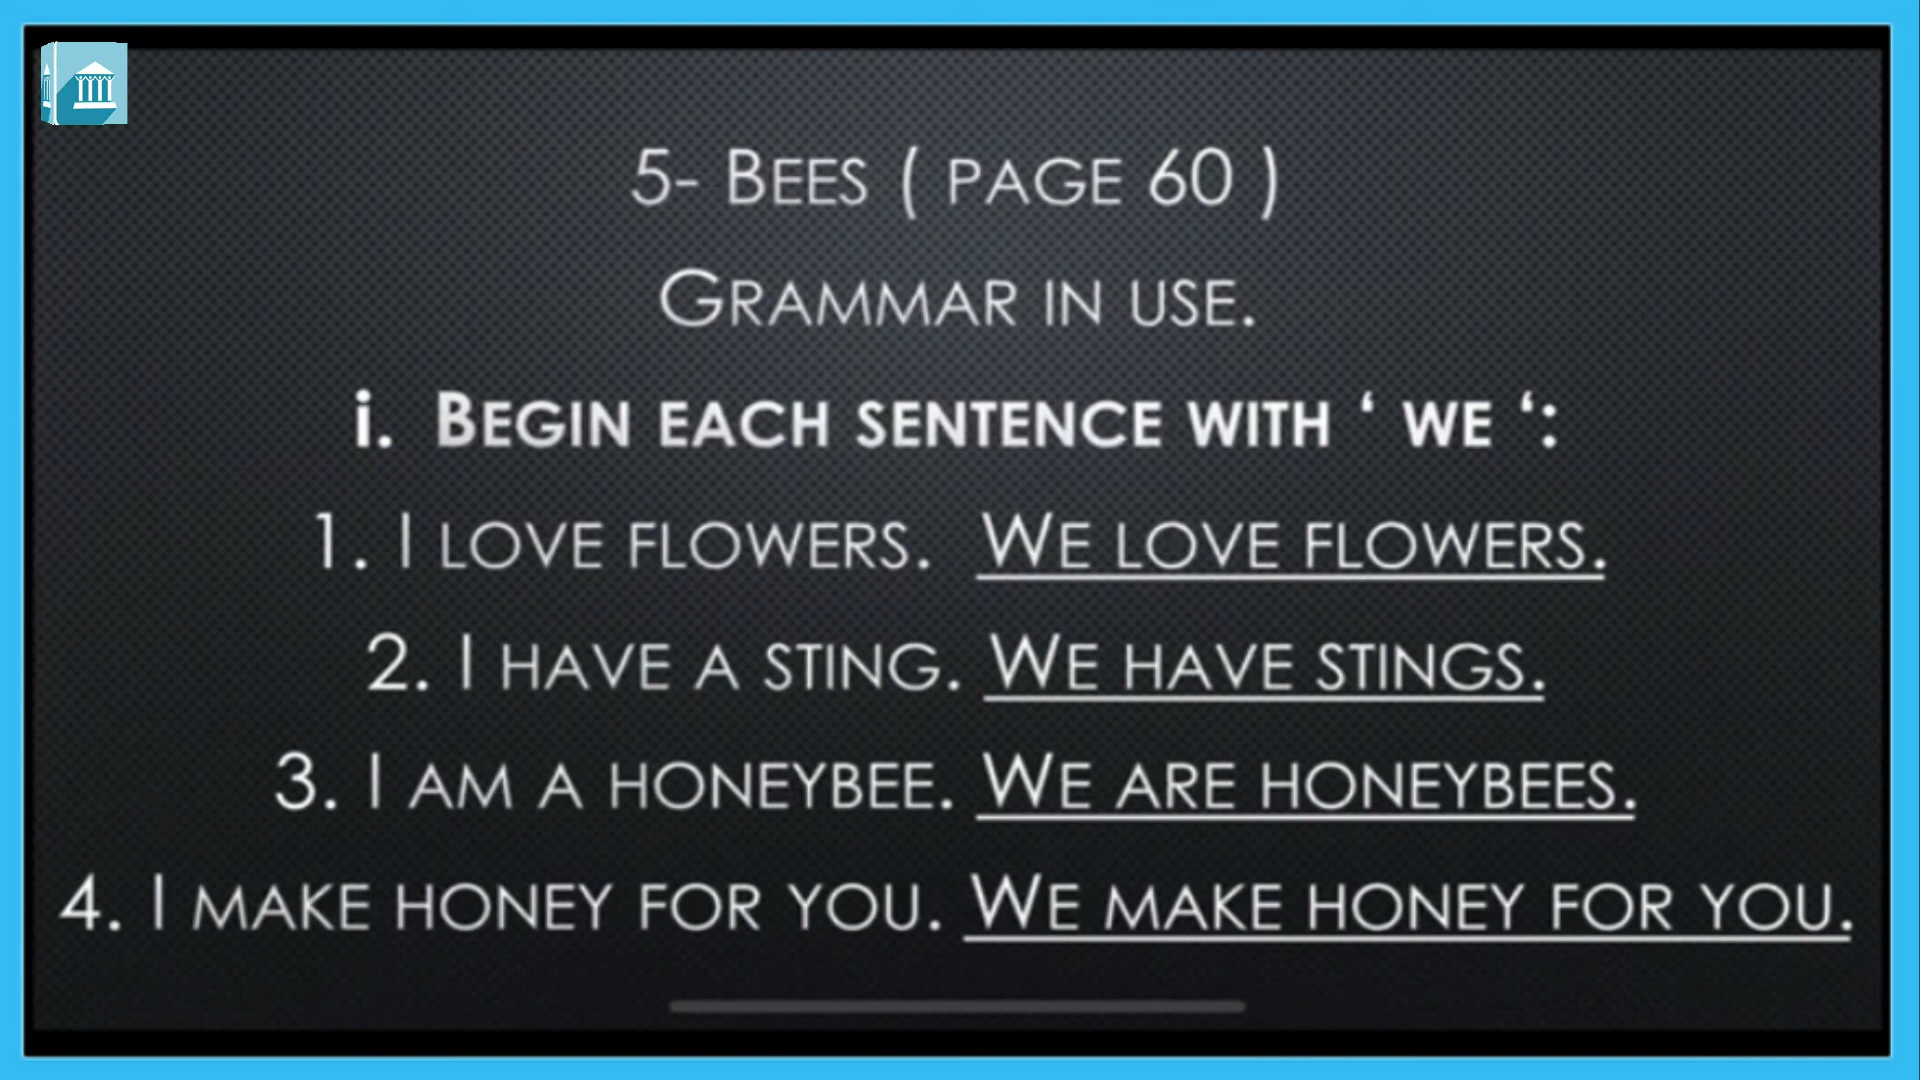 5- Bees ( page 60 )
Grammar in use.
i. Begin each sentence with ‘ we ‘:
1. I love flowers. We love flowers.
2. I have a sting. We have stings.
3. I am a honeybee. We are honeybees.
4. I make honey for you. We make honey for you.